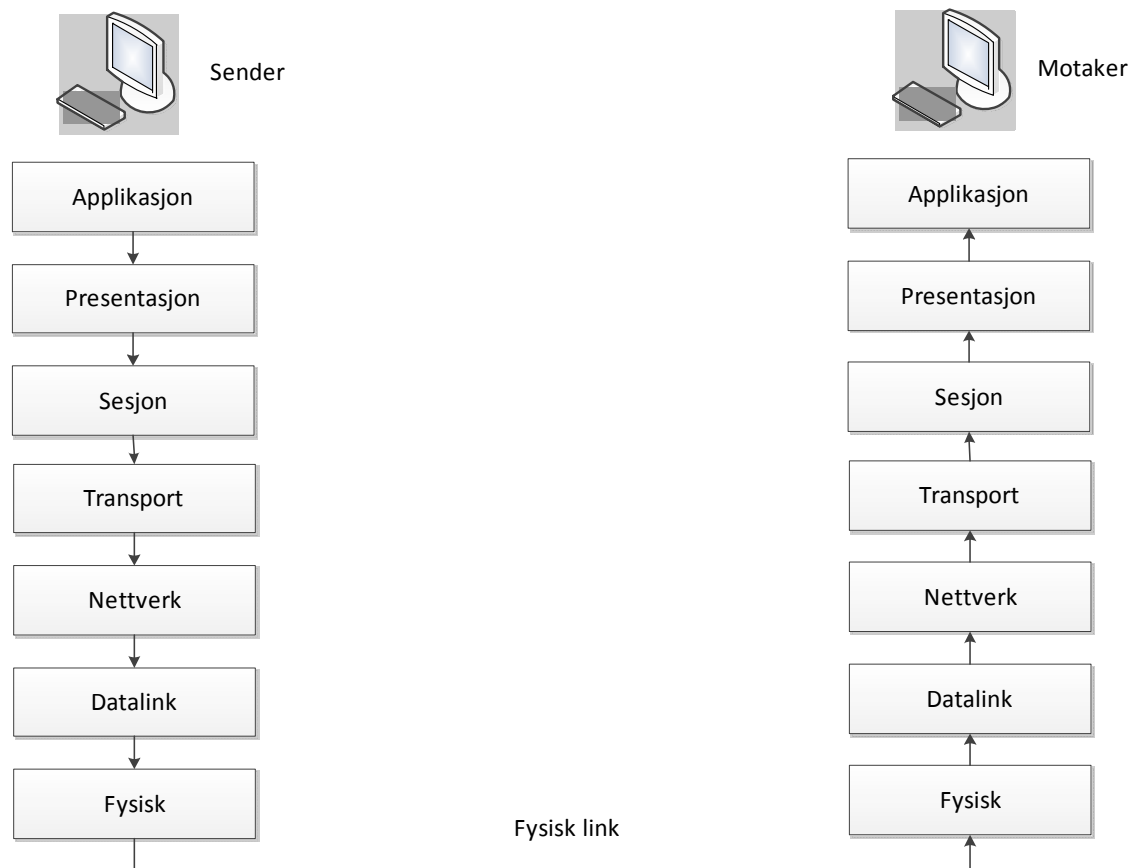 Sender
Applikasjon
Presentasjon
Sesjon
Transport
Nettverk
Datalink
Fysisk
Fysisk link
Motaker
Applikasjon
Presentasjon
Sesjon
Transport
Nettverk
Datalink
Fysisk